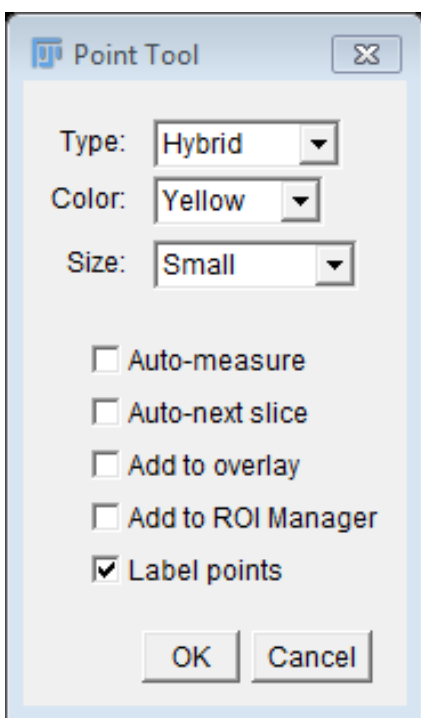 Point Tool
Type: Hybrid
Color: Yellow
Size: Small
Auto-measure
Auto-next slice
Add to overlay
Add to ROI Manager
Label points
OK Cancel